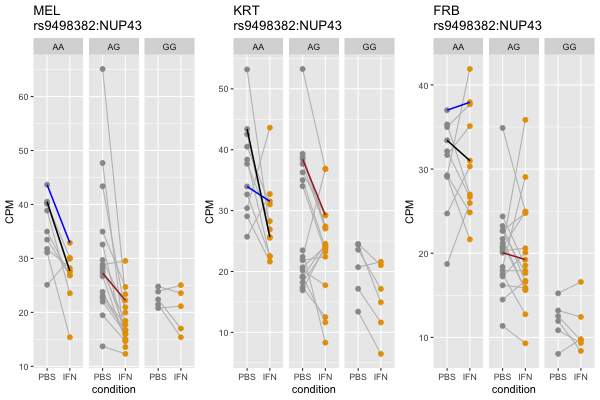 MEL
rs9498382:NUP43
AA AG GG
CPM
60
50
40
30
20
10
PBS IFN PBS IFN PBS IFN
condition
KRT
rs9498382:NUP43
AA AG GG
CPM
50
40
30
20
10
PBS IFN PBS IFN PBS IFN
condition
FRB
rs9498382:NUP43
AA AG GG
CPM
40
30
20
10
PBS IFN PBS IFN PBS IFN
condition